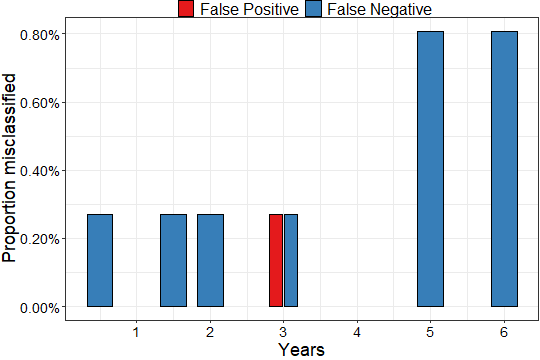 False Positive False Negative
Proportion misclassified
0.80%
0.60%
0.40%
0.20%
0.00%
1 2 3 4 5 6
Years